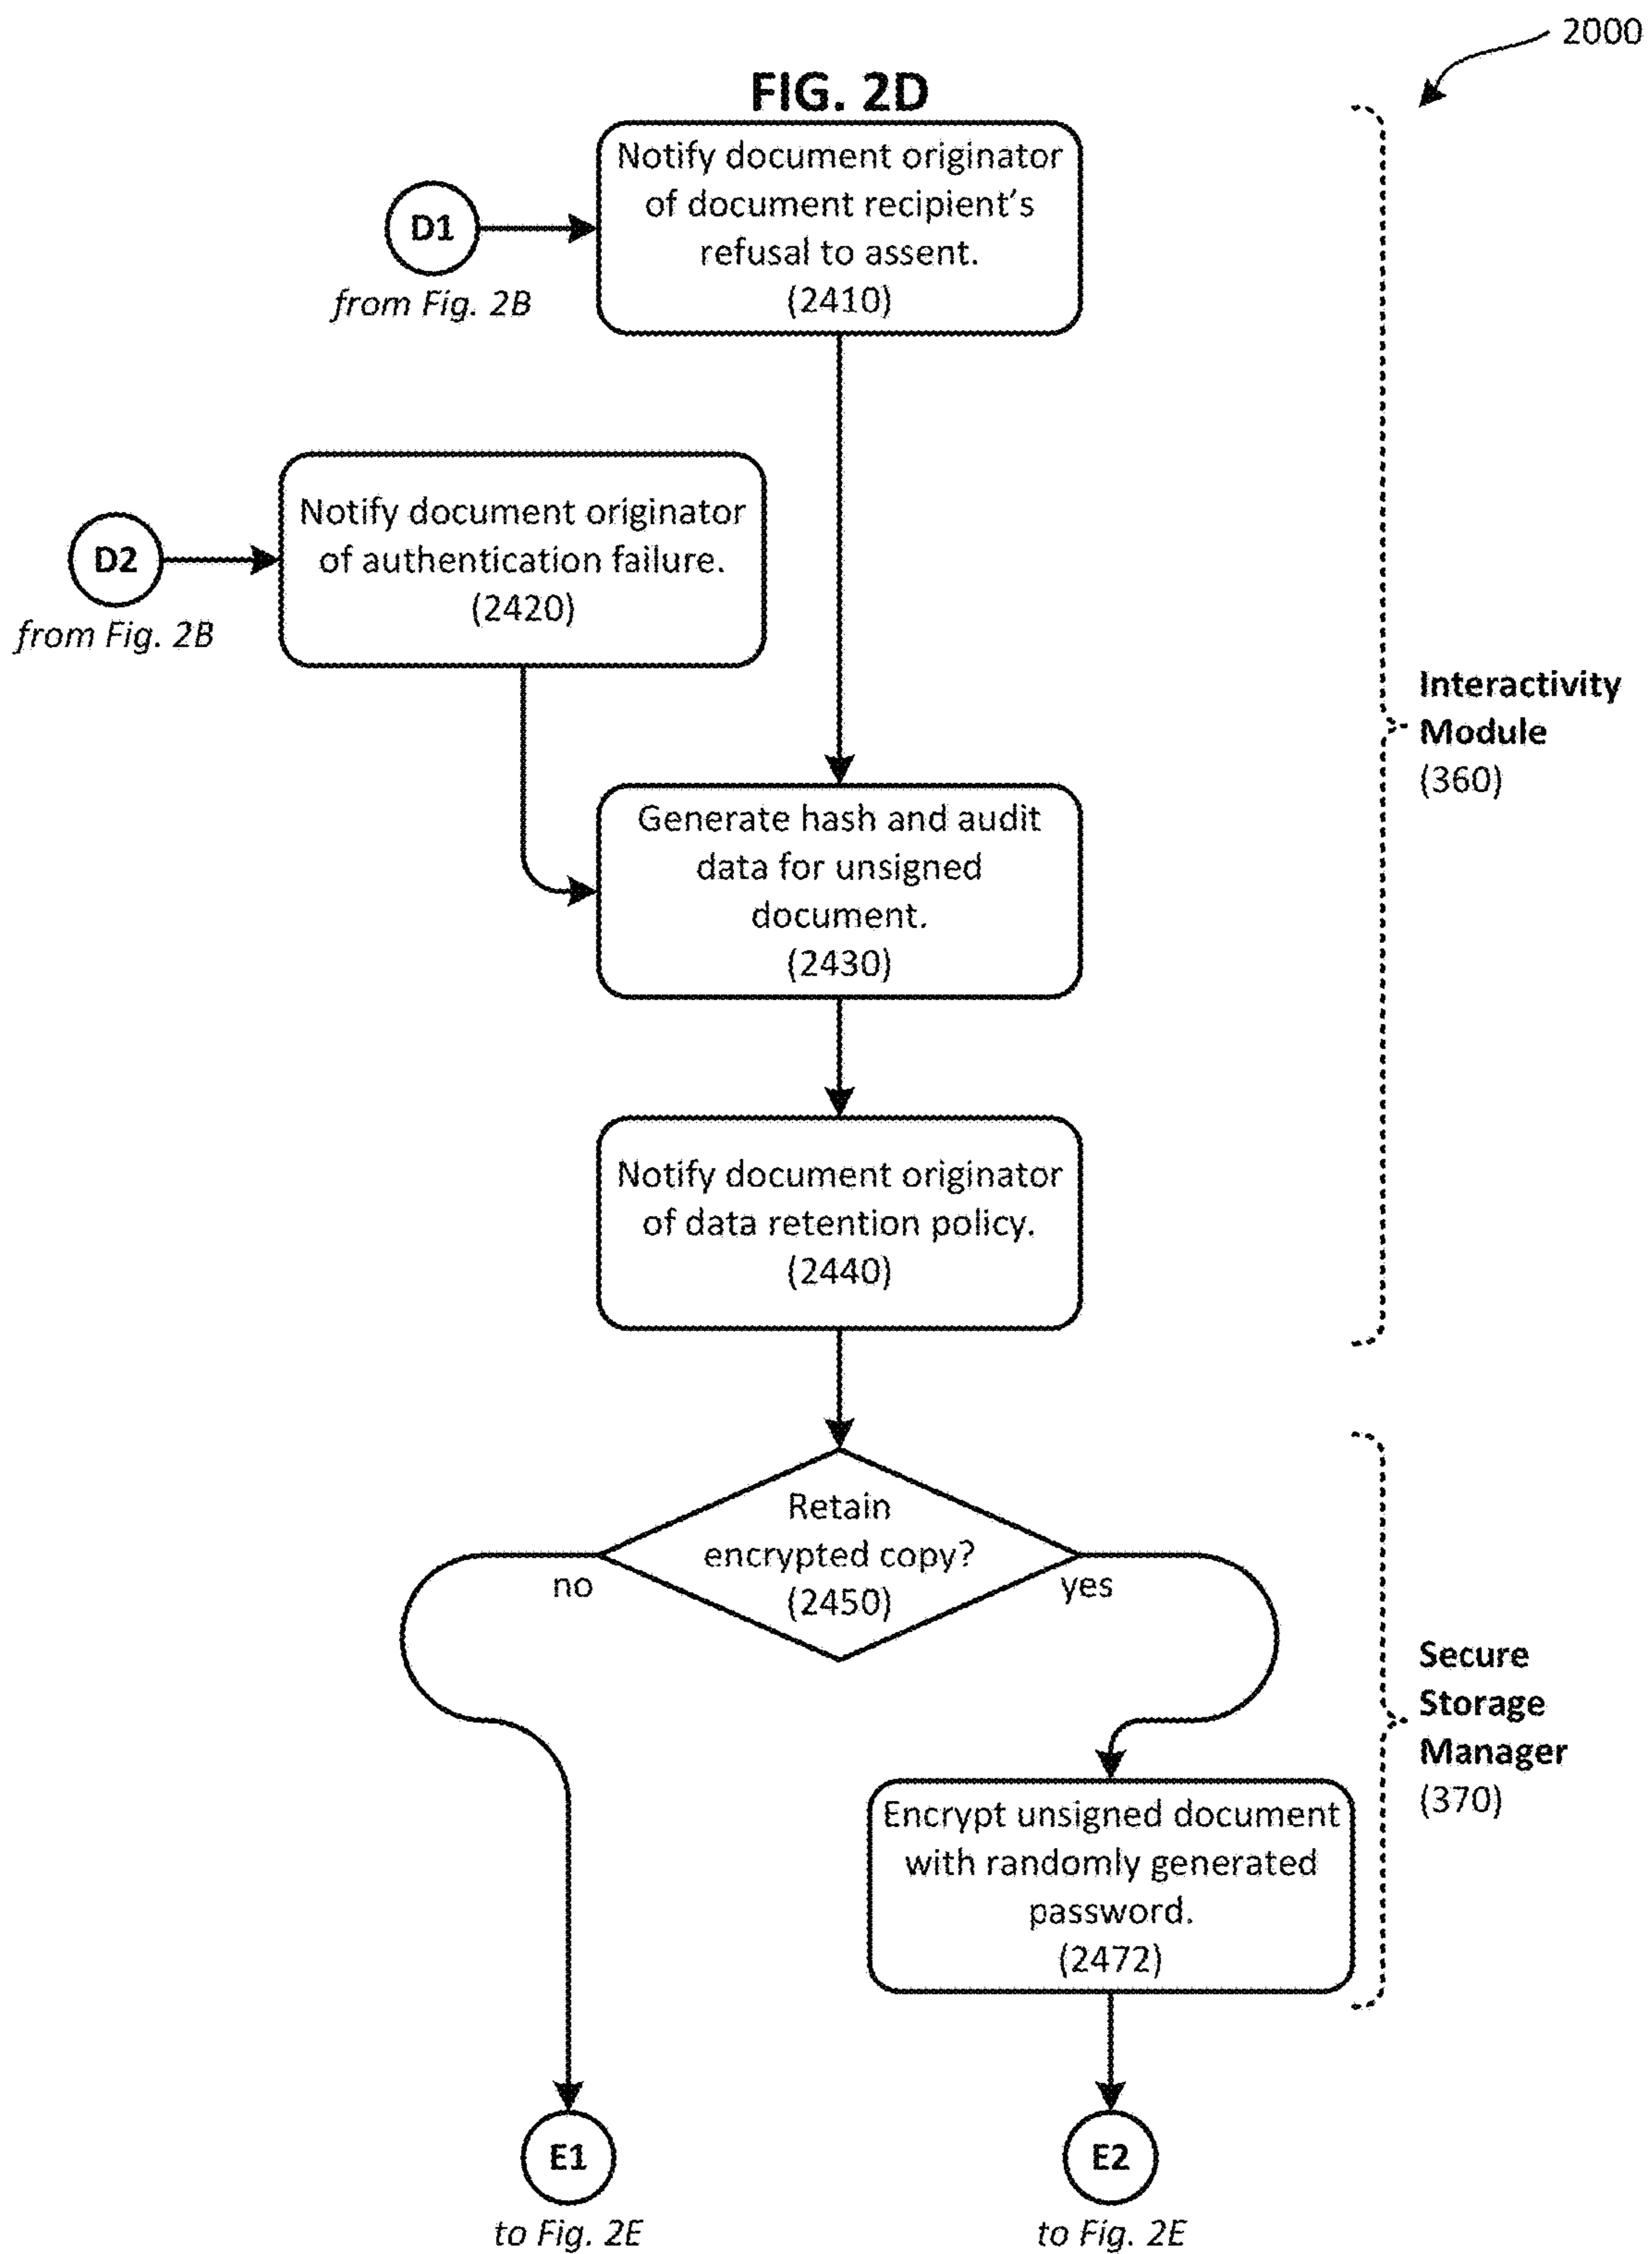 2000
FIG. 2D
Notify document originator
of document recipient's
refusal to assent.
(2410)
D1
from Fig. 2B
Notify document originator
of authentication failure.
(2420)
D2
from Fig. 2B
Interactivity
Module
(360)
Generate hash and audit
data for unsigned
document.
(2430)
Notify document originator
of data retention policy.
(2440)
Retain
encrypted copy?
(2450)
no
yes
Secure
Storage
Manager
(370)
Encrypt unsigned document
with randomly generated
password.
(2472)
E1
to Fig. 2E
E2
to Fig. 2E